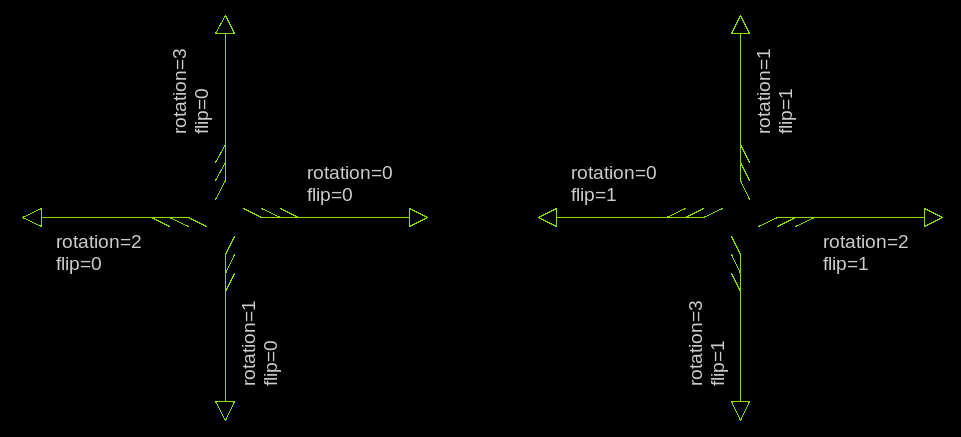 rotation=3
flip=0
rotation=0
flip=0
rotation=2
flip=0
rotation=1
flip=0
rotation=1
flip=1
rotation=0
flip=1
rotation=2
flip=1
rotation=3
flip=1